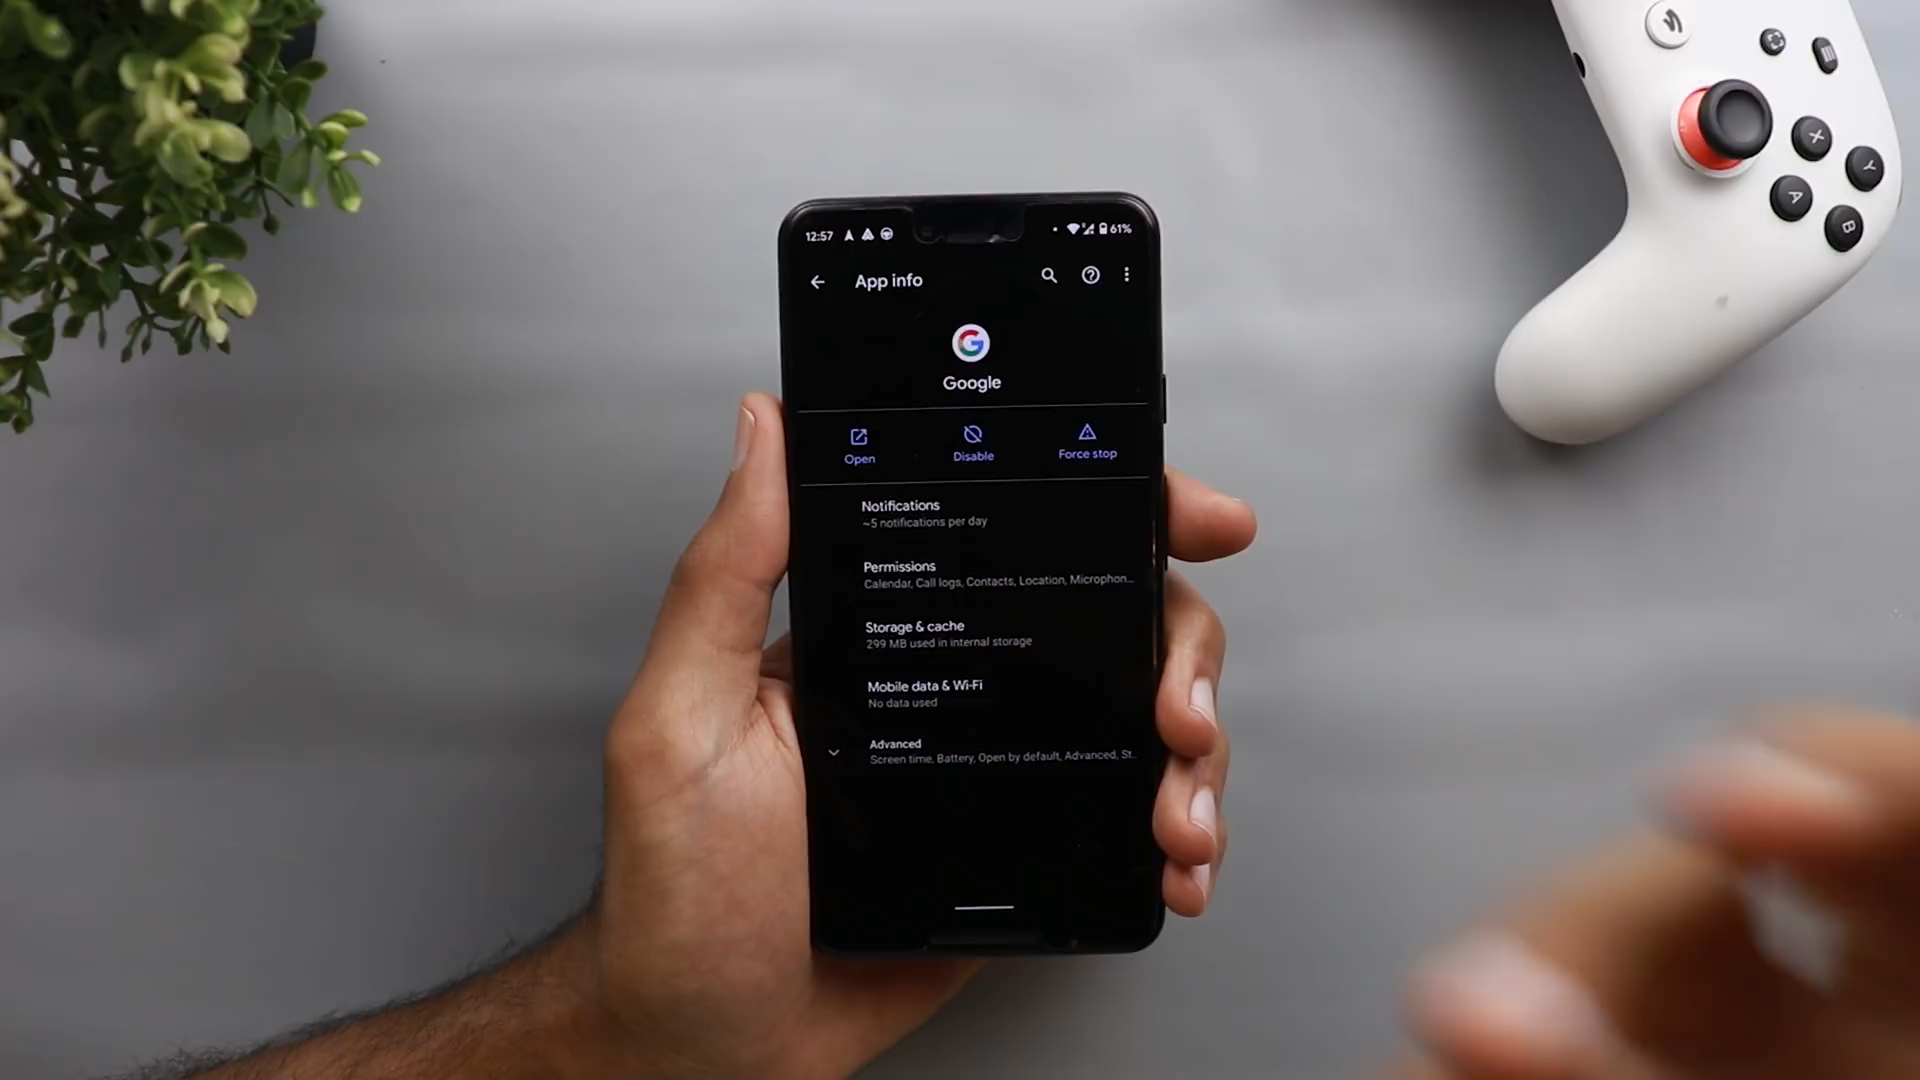 12:57
61%
App info
Google
Open
Disable
Force stop
Notifications
~5 notifications per day
Permissions
Calendar, Call logs, Contacts, Location, Microphon...
Storage & cache
299 MB used in internal storage
Mobile data & Wi-Fi
No data used
Advanced
Screen time, Battery, Open by default, Advanced, St..
X
Y
A
B